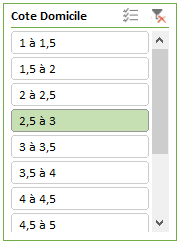 Cote Domicile
1 à 1,5
1,5 à 2
2 à 2,5
2,5 à 3
3 à 3,5
3,5 à 4
4 à 4,5
4,5 à 5